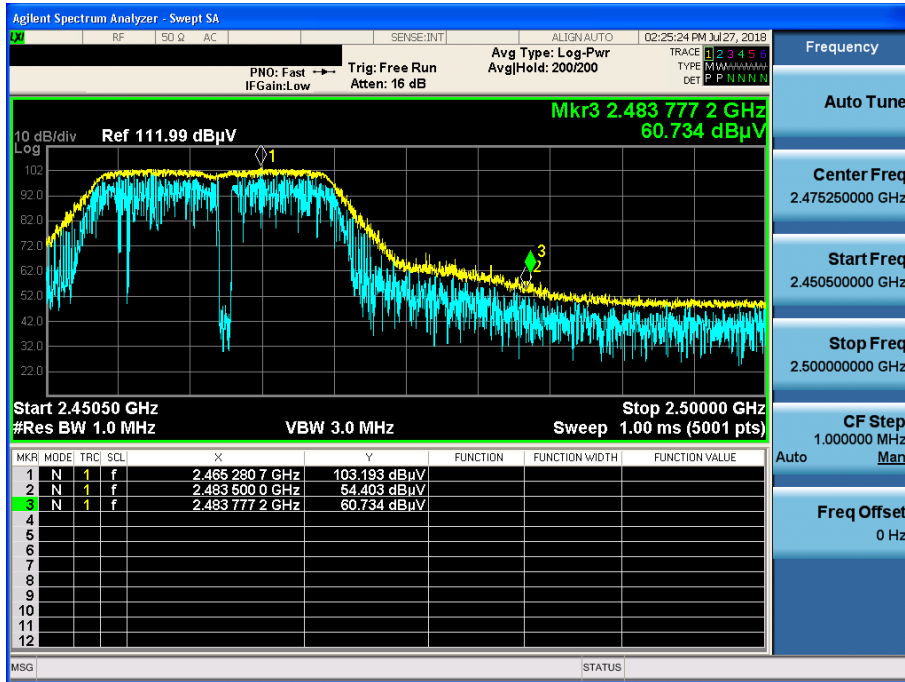 Agilent Spectrum Analyzer - Swept SA
LXI RF 50 Ω AC SENSE:INT ALIGN AUTO 02:25:24 PM Jul 27, 2018
Frequency
PNO: Fast
IFGain:Low
Trig: Free Run
Atten: 16 dB
Avg Type: Log-Pwr
Avg|Hold: 200/200
TRACE 1 2 3 4 5 6
TYPE MWWWWW
DET P P N N N N
Auto Tune
Mkr3 2.483 777 2 GHz
60.734 dBµV
10 dB/div Ref 111.99 dBµV
Log
102
92.0
82.0
72.0
62.0
52.0
42.0
32.0
22.0
1
3
2
Start 2.45050 GHz Stop 2.50000 GHz
#Res BW 1.0 MHz VBW 3.0 MHz Sweep 1.00 ms (5001 pts)
Center Freq
2.475250000 GHz
Start Freq
2.450500000 GHz
Stop Freq
2.500000000 GHz
CF Step
1.000000 MHz
Auto Man
Freq Offset
0 Hz
MKR MODE TRC SCL X Y FUNCTION FUNCTION WIDTH FUNCTION VALUE
1 N 1 f 2.465 280 7 GHz 103.193 dBµV
2 N 1 f 2.483 500 0 GHz 54.403 dBµV
3 N 1 f 2.483 777 2 GHz 60.734 dBµV
4
5
6
7
8
9
10
11
12
MSG STATUS